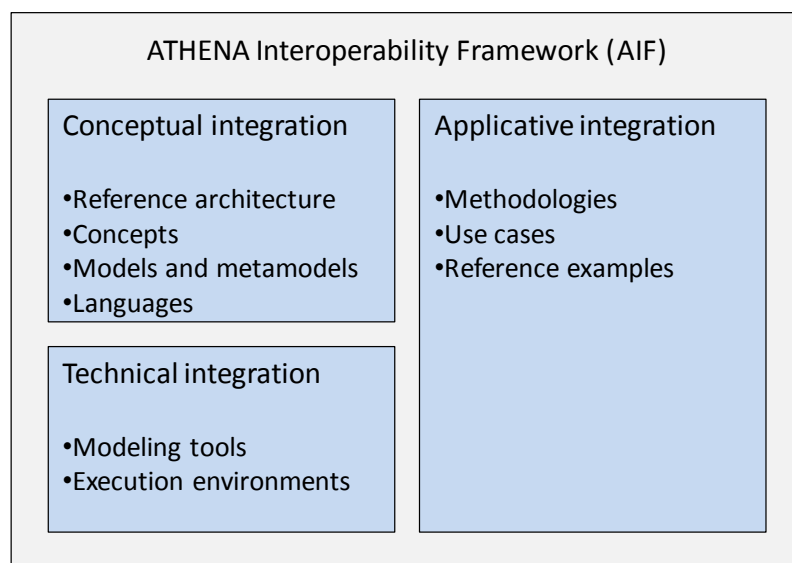 ATHENA Interoperability Framework (AIF)
Conceptual integration
•Reference architecture
•Concepts
•Models and metamodels
•Languages
Technical integration
•Modeling tools
•Execution environments
Applicative integration
•Methodologies
•Use cases
•Reference examples